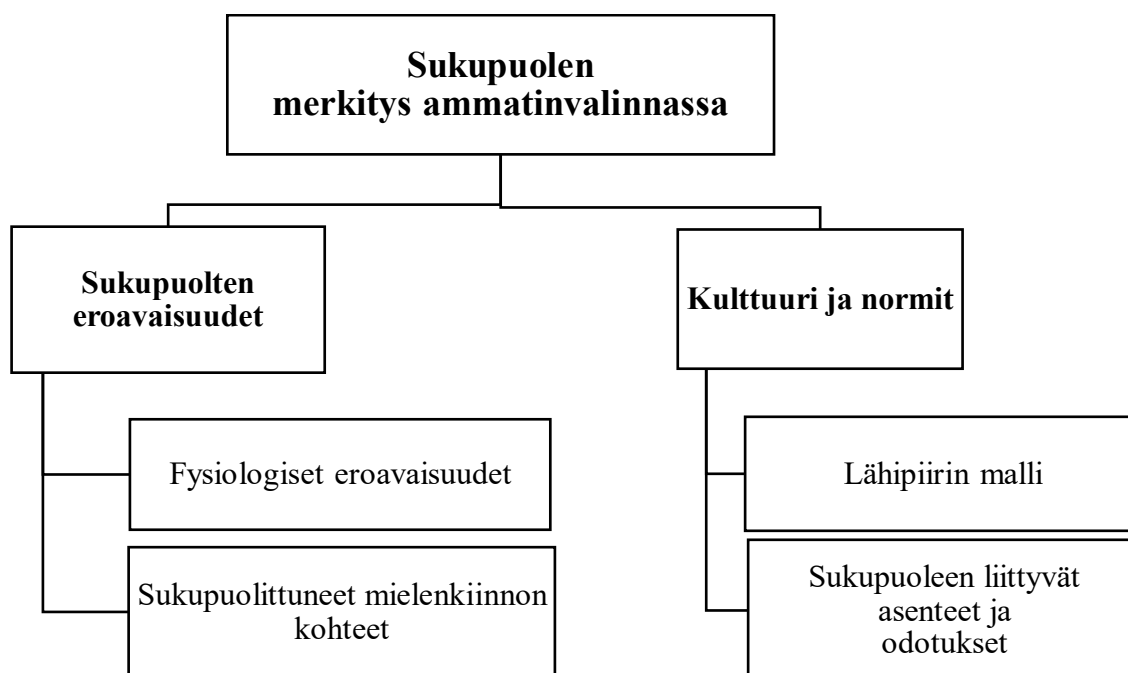 Sukupuolen
merkitys ammatinvalinnassa
Sukupuolten
eroavaisuudet
Kulttuuri ja normit
Fysiologiset eroavaisuudet
Lähipiirin malli
Sukupuolittuneet mielenkiinnon
kohteet
Sukupuoleen liittyvät
asenteet ja
odotukset